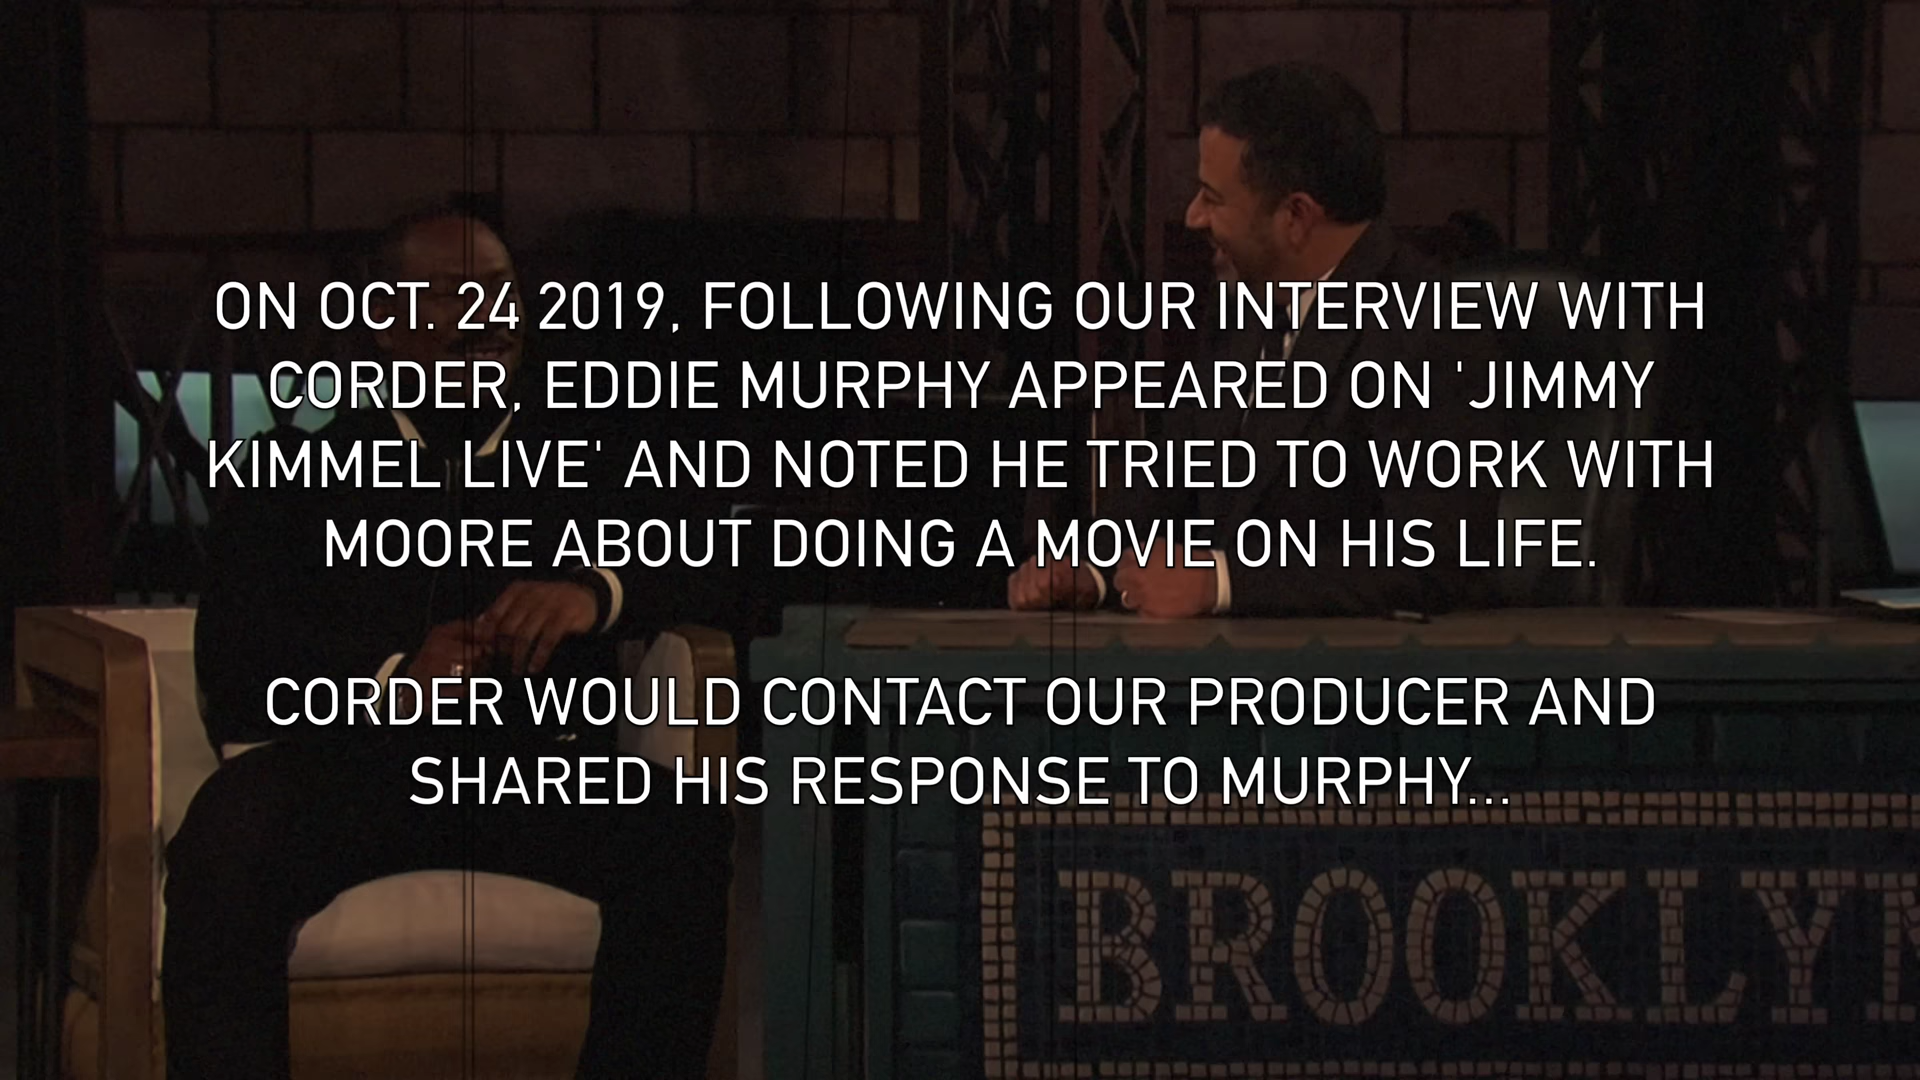 ON OCT. 24 2019, FOLLOWING OUR INTERVIEW WITH
CORDER, EDDIE MURPHY APPEARED ON 'JIMMY
KIMMEL LIVE' AND NOTED HE TRIED TO WORK WITH
MOORE ABOUT DOING A MOVIE ON HIS LIFE.
CORDER WOULD CONTACT OUR PRODUCER AND
SHARED HIS RESPONSE TO MURPHY...
BROOKLYN